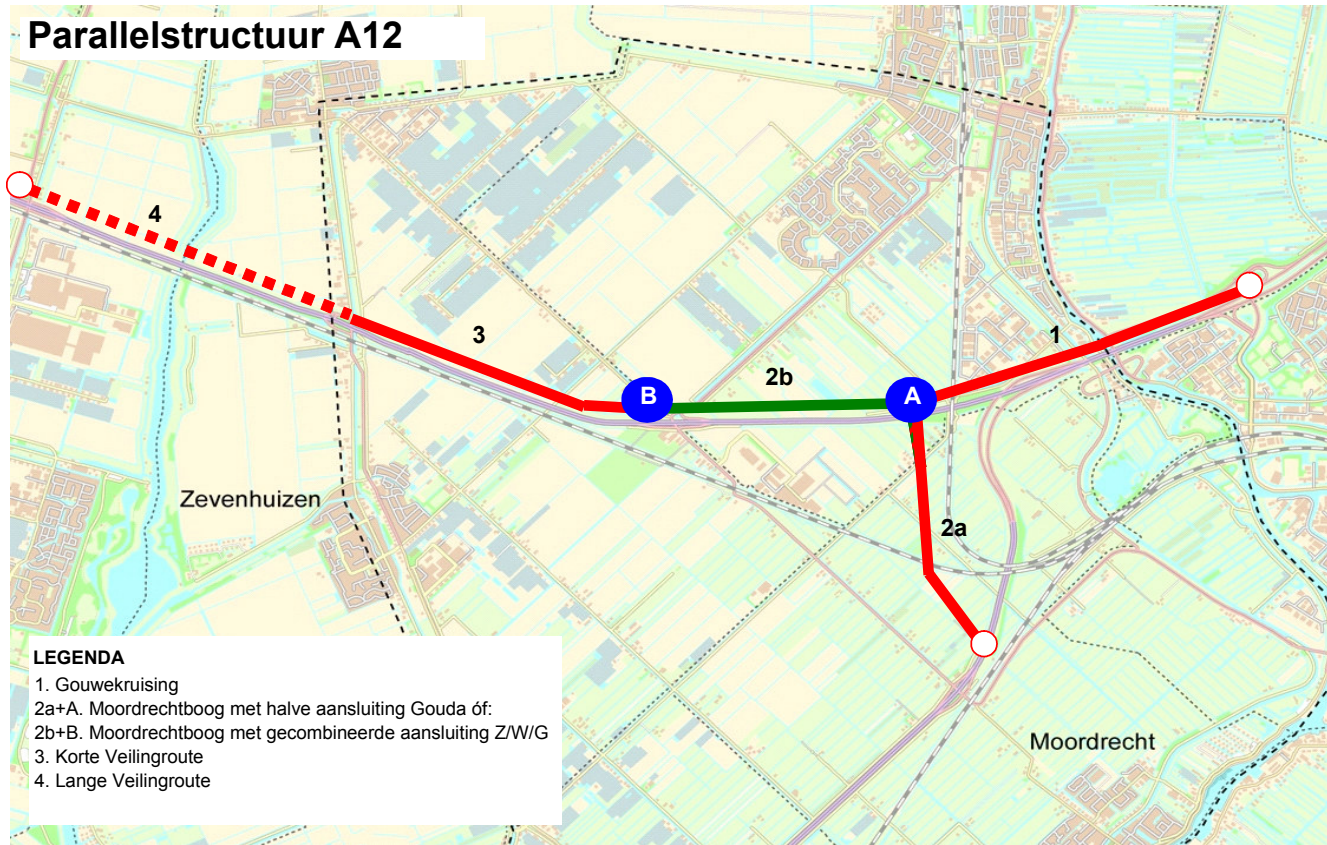 Parallelstructuur A12
4
3
B
2b
A
1
2a
Zevenhuizen
Moordrecht
LEGENDA
1. Gouwekruising
2a+A. Moordrechtboog met halve aansluiting Gouda óf:
2b+B. Moordrechtboog met gecombineerde aansluiting Z/W/G
3. Korte Veilingroute
4. Lange Veilingroute